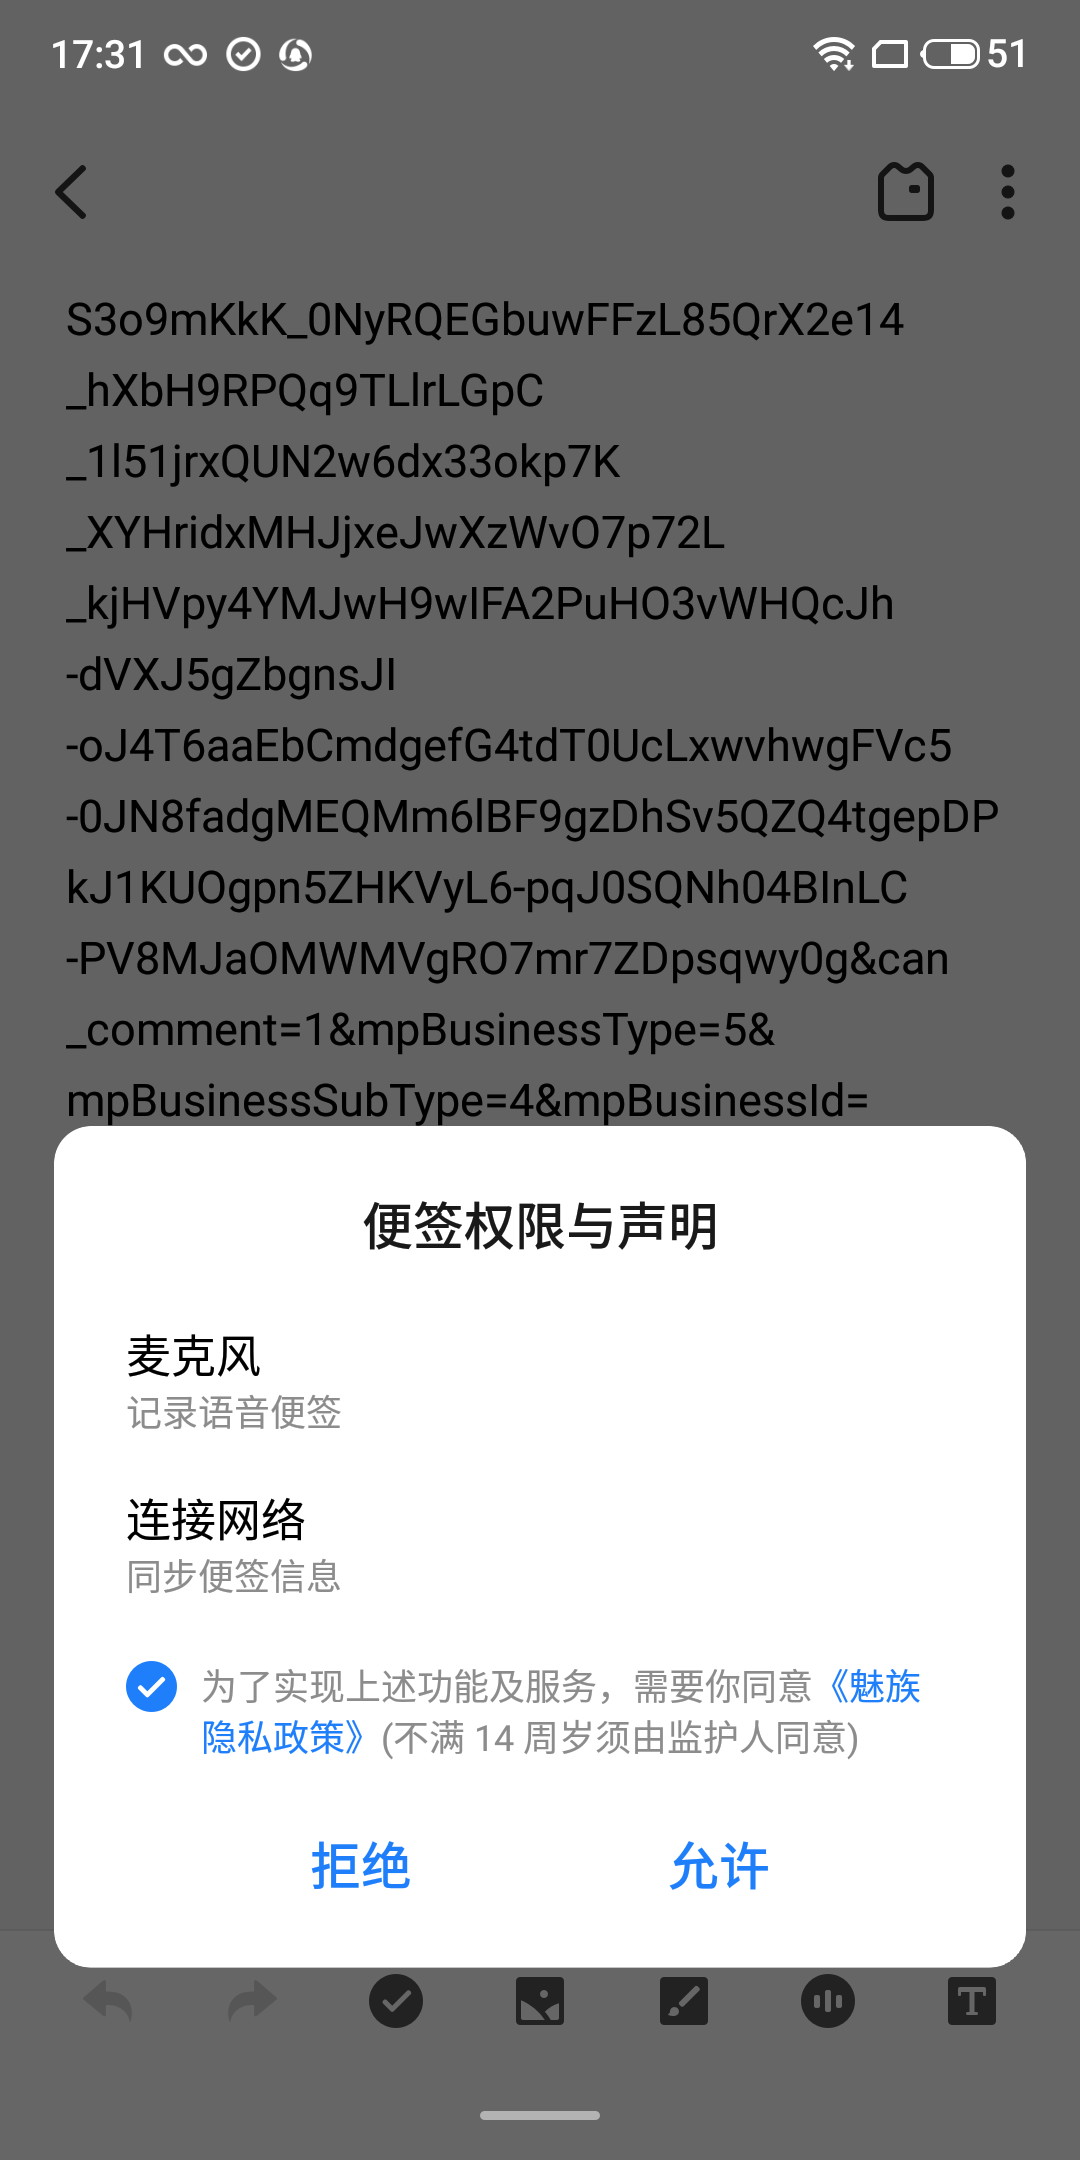 17:31
51
S3o9mKkK_0NyRQEGbuwFFzL85QrX2e14
_hXbH9RPQq9TLlrLGpC
_1l51jrxQUN2w6dx33okp7K
_XYHridxMHJjxeJwXzWvO7p72L
_kjHVpy4YMJwH9wIFA2PuHO3vWHQcJh
-dVXJ5gZbgnsJI
-oJ4T6aaEbCmdgefG4tdT0UcLxwvhwgFVc5
-0JN8fadgMEQMm6lBF9gzDhSv5QZQ4tgepDP
kJ1KUOgpn5ZHKVyL6-pqJ0SQNh04BInLC
-PV8MJaOMWMVgRO7mr7ZDpsqwy0g&can
_comment=1&mpBusinessType=5&
mpBusinessSubType=4&mpBusinessId=
便签权限与声明
麦克风
记录语音便签
连接网络
同步便签信息
为了实现上述功能及服务，需要你同意《魅族
隐私政策》(不满 14 周岁须由监护人同意)
拒绝
允许
T